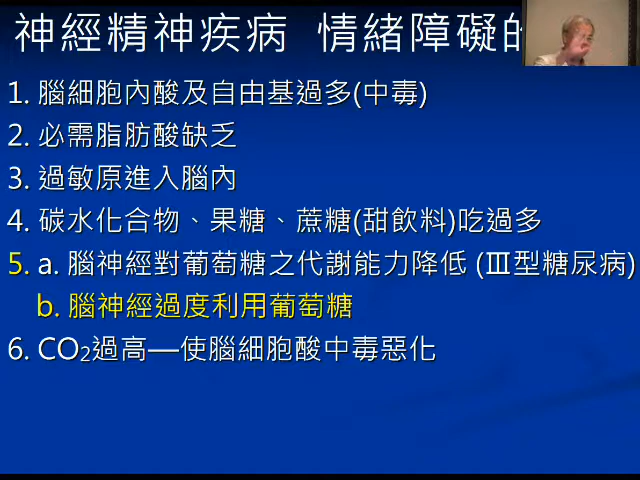 神經精神疾病 情緒障礙的
1. 腦細胞內酸及自由基過多(中毒)
2. 必需脂肪酸缺乏
3. 過敏原進入腦內
4. 碳水化合物、果糖、蔗糖(甜飲料)吃過多
5. a. 腦神經對葡萄糖之代謝能力降低 (Ⅲ型糖尿病)
b. 腦神經過度利用葡萄糖
6. CO₂過高—使腦細胞酸中毒惡化